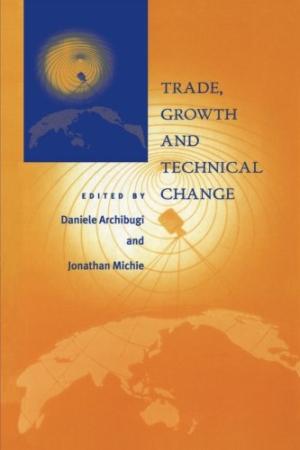 TRADE,
GROWTH
AND
TECHNICAL
CHANGE
EDITED BY
Daniele Archibugi
and
Jonathan Michie